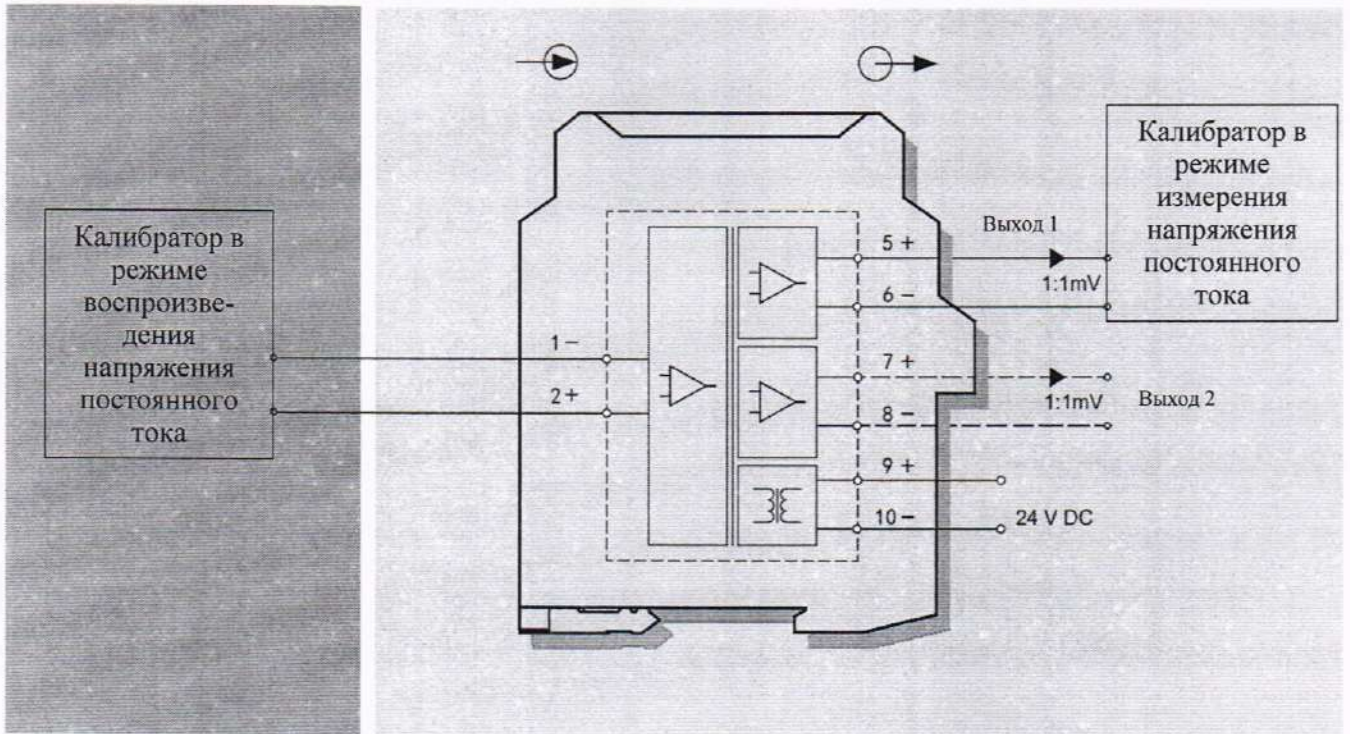 Калибратор в
режиме
воспроизве-
дения
напряжения
постоянного
тока
1 –
2 +
5 +
6 –
7 +
8 –
9 +
10 –
Выход 1
1:1mV
1:1mV
Выход 2
24 V DC
Калибратор в
режиме
измерения
напряжения
постоянного
тока